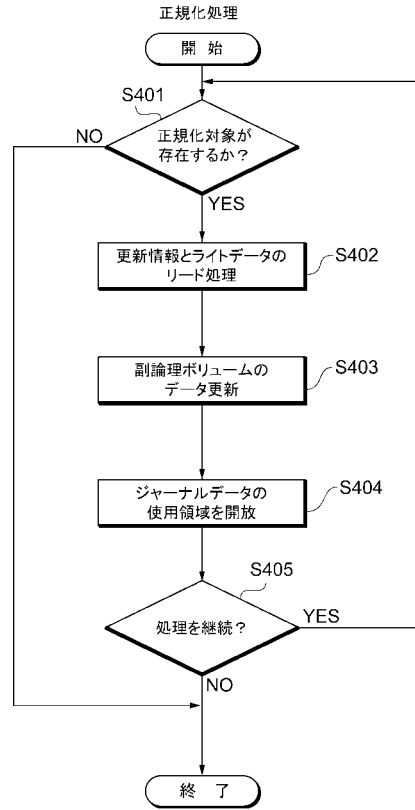 正規化処理
開 始
S401
NO
正規化対象が
存在するか？
YES
更新情報とライトデータの
リード処理
S402
副論理ボリュームの
データ更新
S403
ジャーナルデータの
使用領域を開放
S404
S405
処理を継続？
YES
NO
終 了